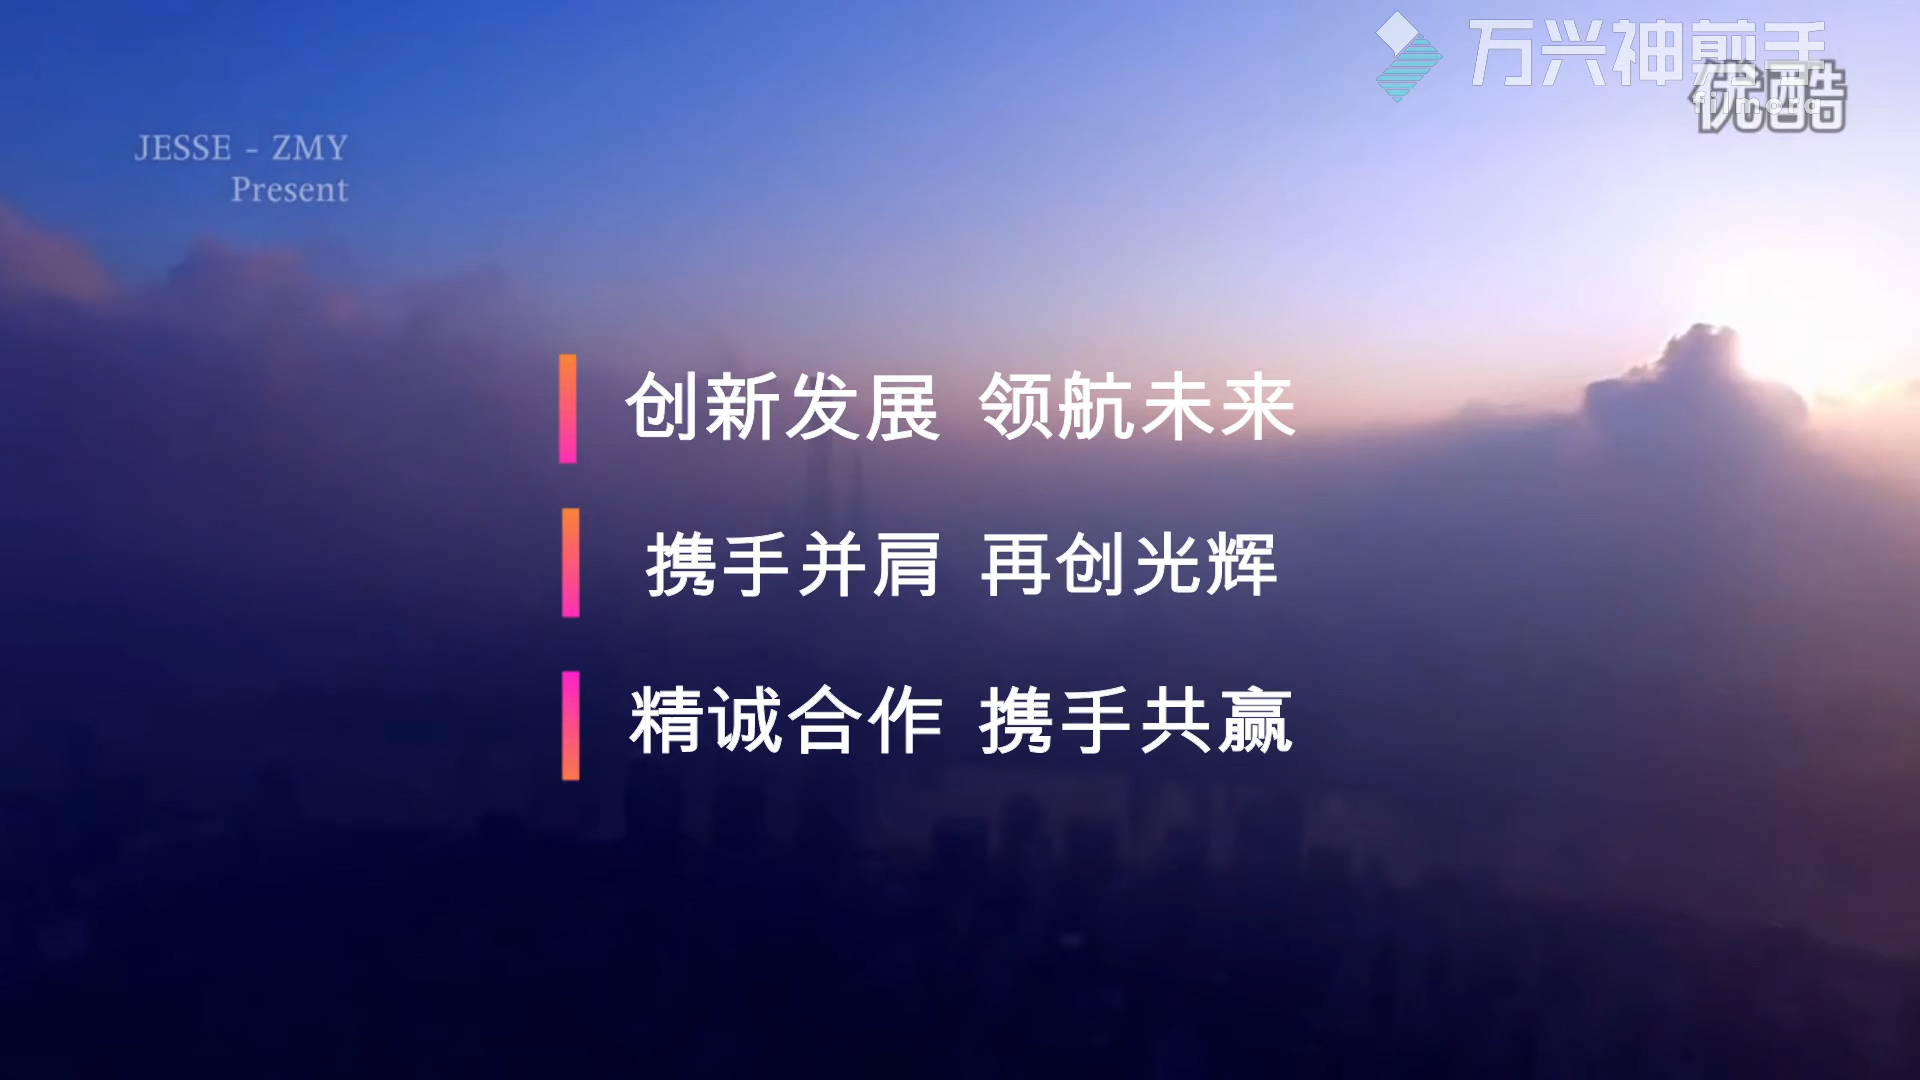 万兴神剪手
filmora
优酷
JESSE - ZMY
Present
创新发展 领航未来
携手并肩 再创光辉
精诚合作 携手共赢